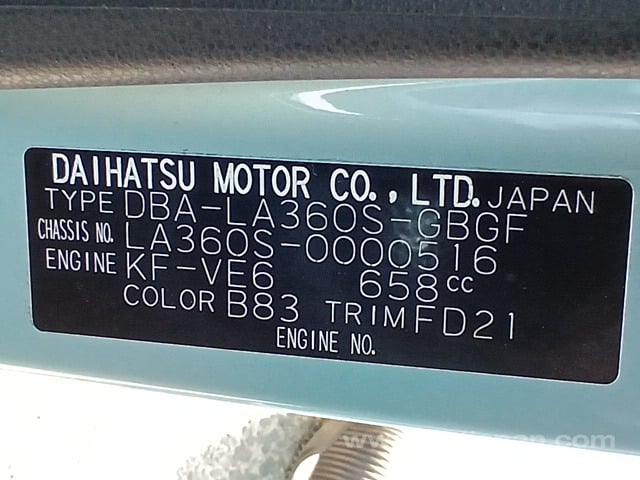 DAIHATSU MOTOR CO., LTD. JAPAN
TYPE DBA-LA360S-GBGF
CHASSIS NO. LA360S-0000516
ENGINE KF-VE6 658cc
COLOR B83 TRIM FD21
ENGINE NO.